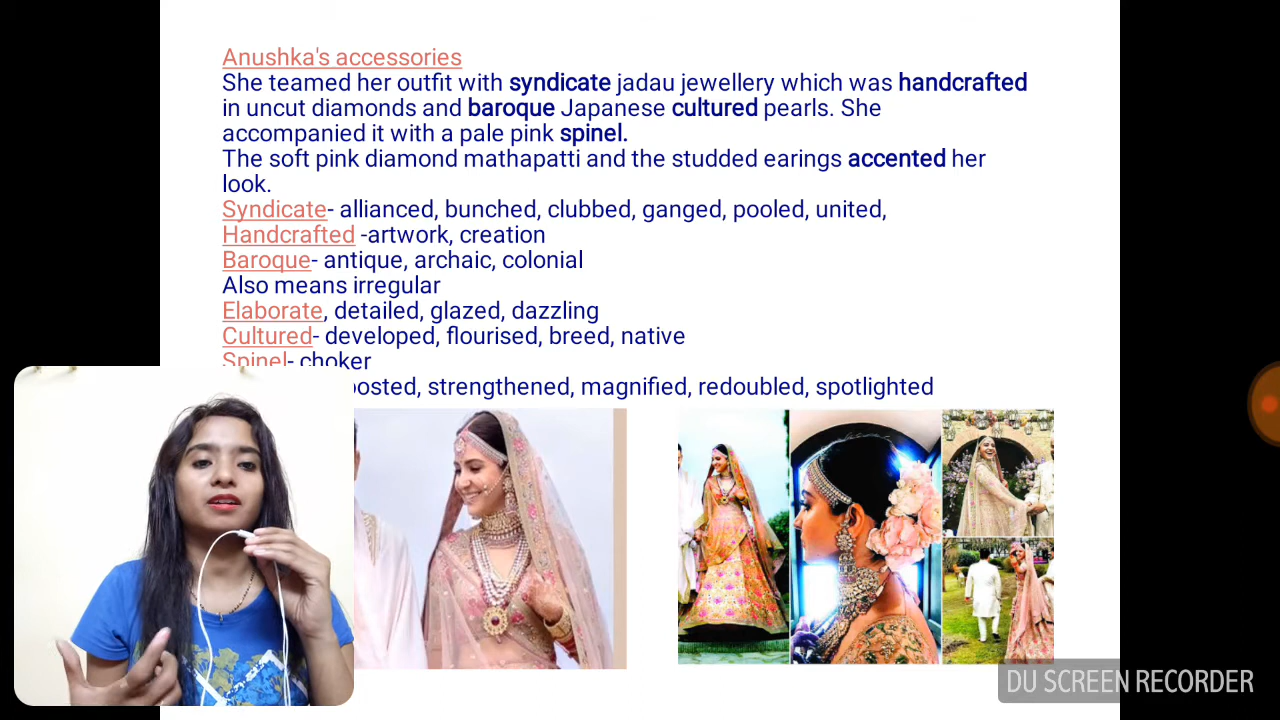 Anushka's accessories
She teamed her outfit with syndicate jadau jewellery which was handcrafted
in uncut diamonds and baroque Japanese cultured pearls. She
accompanied it with a pale pink spinel.
The soft pink diamond mathapatti and the studded earings accented her
look.
Syndicate- allianced, bunched, clubbed, ganged, pooled, united,
Handcrafted -artwork, creation
Baroque- antique, archaic, colonial
Also means irregular
Elaborate, detailed, glazed, dazzling
Cultured- developed, flourised, breed, native
Spinel- choker
strengthened, magnified, redoubled, spotlighted
DU SCREEN RECORDER